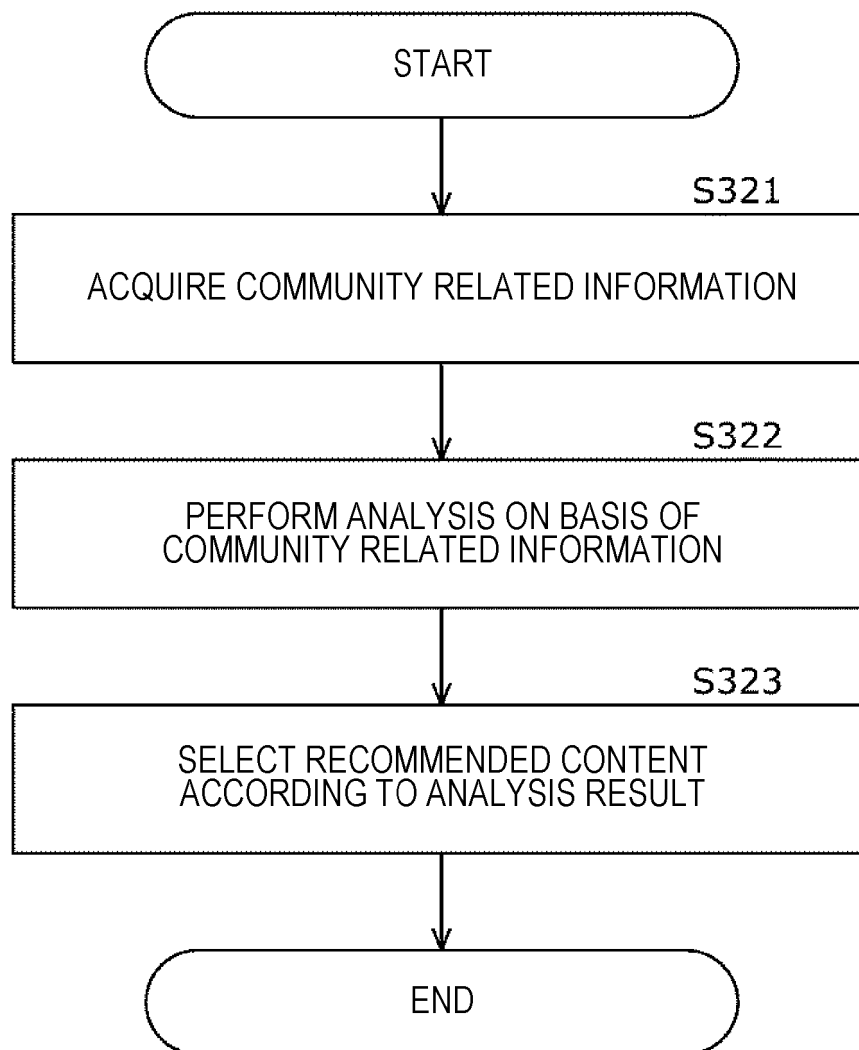 START
S321
ACQUIRE COMMUNITY RELATED INFORMATION
S322
PERFORM ANALYSIS ON BASIS OF
COMMUNITY RELATED INFORMATION
S323
SELECT RECOMMENDED CONTENT
ACCORDING TO ANALYSIS RESULT
END